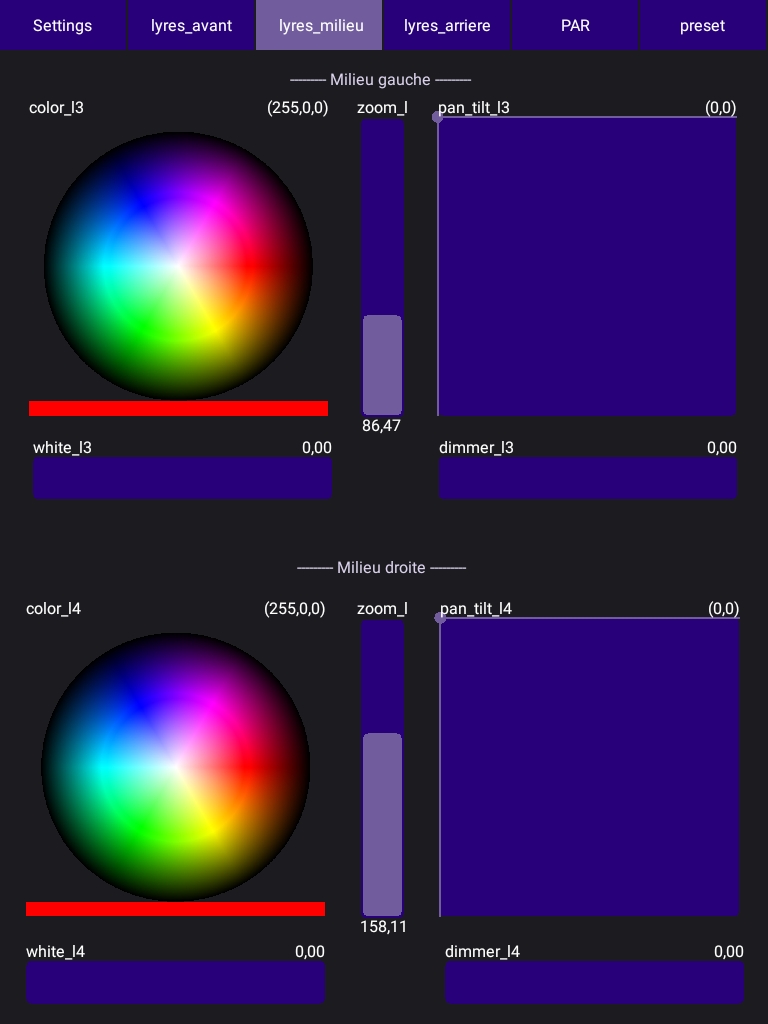 Settings lyres_avant lyres_milieu lyres_arriere PAR preset
-------- Milieu gauche --------
color_l3 (255,0,0) zoom_l pan_tilt_l3 (0,0)
86,47
white_l3 0,00 dimmer_l3 0,00
-------- Milieu droite --------
color_l4 (255,0,0) zoom_l pan_tilt_l4 (0,0)
158,11
white_l4 0,00 dimmer_l4 0,00